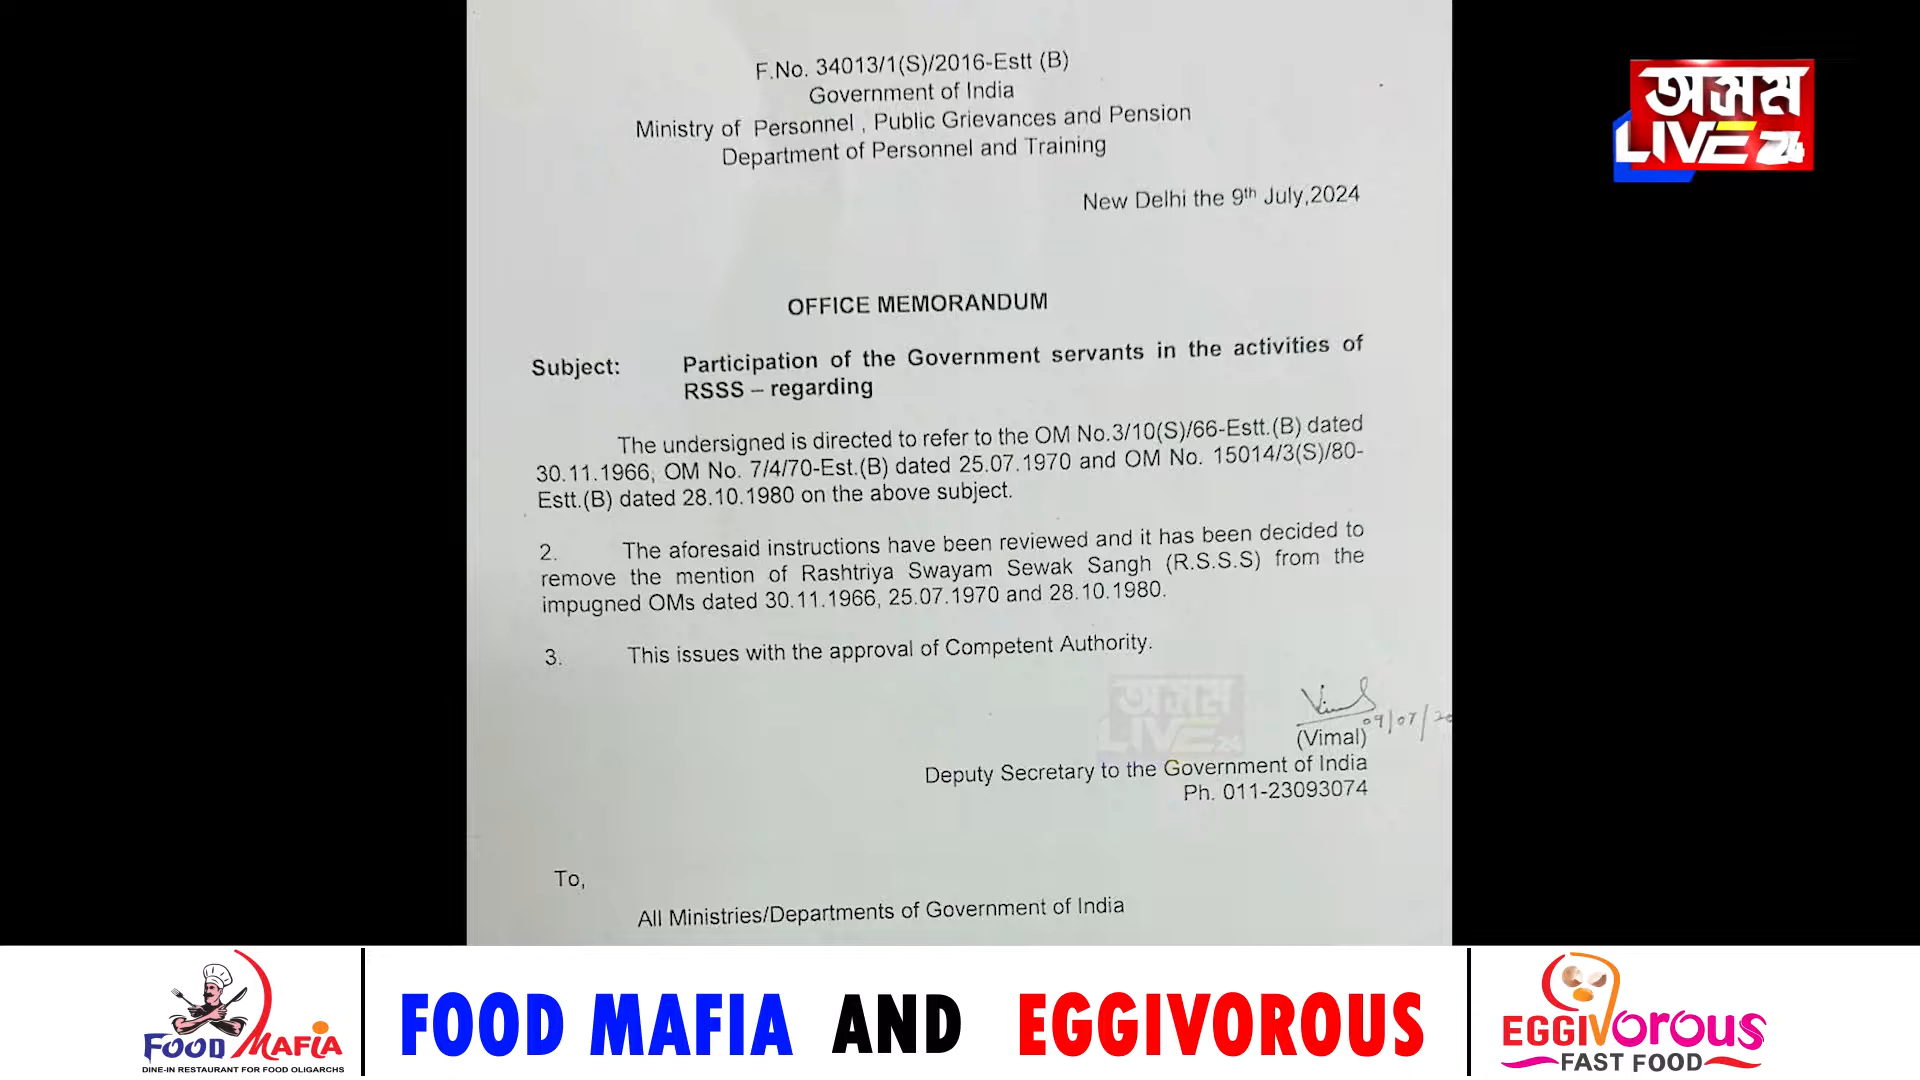 F.No. 34013/1(S)/2016-Estt (B)
Government of India
Ministry of Personnel , Public Grievances and Pension
Department of Personnel and Training
New Delhi the 9th July,2024
OFFICE MEMORANDUM
Subject: Participation of the Government servants in the activities of
RSSS – regarding
The undersigned is directed to refer to the OM No.3/10(S)/66-Estt.(B) dated
30.11.1966, OM No. 7/4/70-Est.(B) dated 25.07.1970 and OM No. 15014/3(S)/80-
Estt.(B) dated 28.10.1980 on the above subject.
2. The aforesaid instructions have been reviewed and it has been decided to
remove the mention of Rashtriya Swayam Sewak Sangh (R.S.S.S) from the
impugned OMs dated 30.11.1966, 25.07.1970 and 28.10.1980.
3. This issues with the approval of Competent Authority.
Vimal
09/07/20
(Vimal)
Deputy Secretary to the Government of India
Ph. 011-23093074
To,
All Ministries/Departments of Government of India
অসম
LIVE 24
অসম
LIVE 24
FOOD MAFIA
DINE-IN RESTAURANT FOR FOOD OLIGARCHS
FOOD MAFIA AND EGGIVOROUS
EGGIVOROUS
FAST FOOD